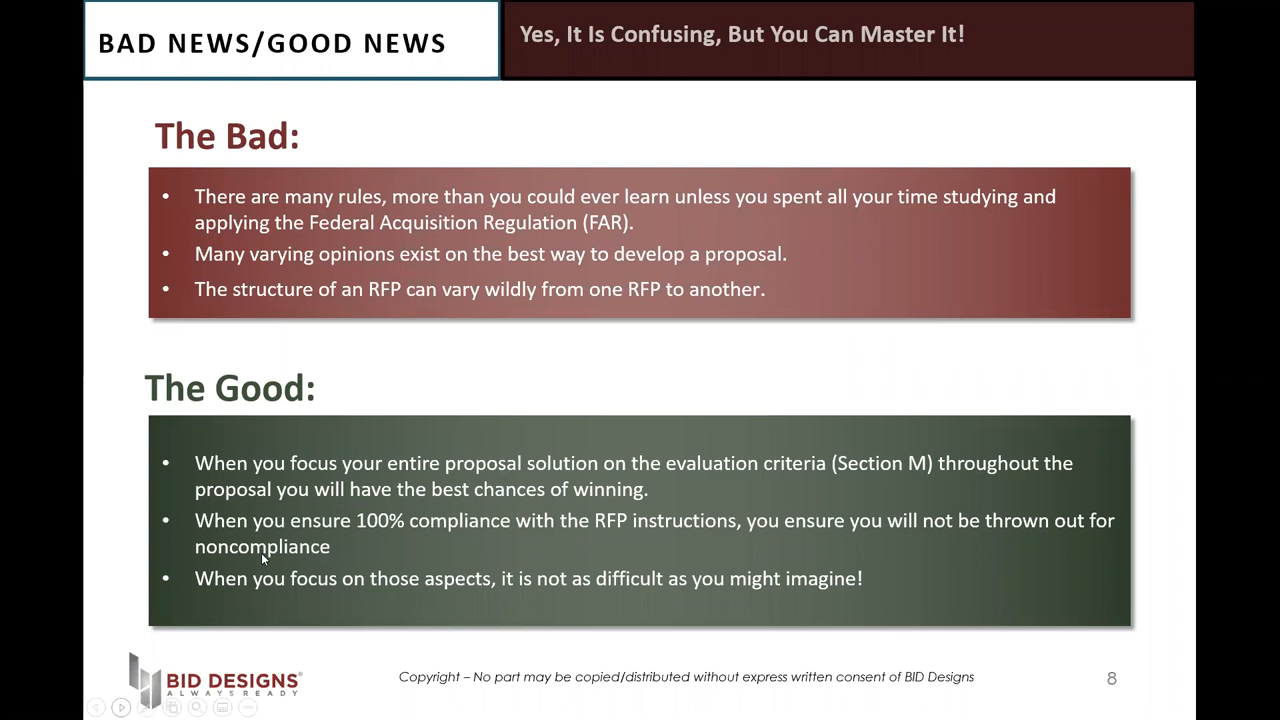 BAD NEWS/GOOD NEWS
Yes, It Is Confusing, But You Can Master It!
The Bad:
• There are many rules, more than you could ever learn unless you spent all your time studying and
applying the Federal Acquisition Regulation (FAR).
• Many varying opinions exist on the best way to develop a proposal.
• The structure of an RFP can vary wildly from one RFP to another.
The Good:
• When you focus your entire proposal solution on the evaluation criteria (Section M) throughout the
proposal you will have the best chances of winning.
• When you ensure 100% compliance with the RFP instructions, you ensure you will not be thrown out for
noncompliance
• When you focus on those aspects, it is not as difficult as you might imagine!
BID DESIGNS®
ALWAYS READY
Copyright – No part may be copied/distributed without express written consent of BID Designs
8